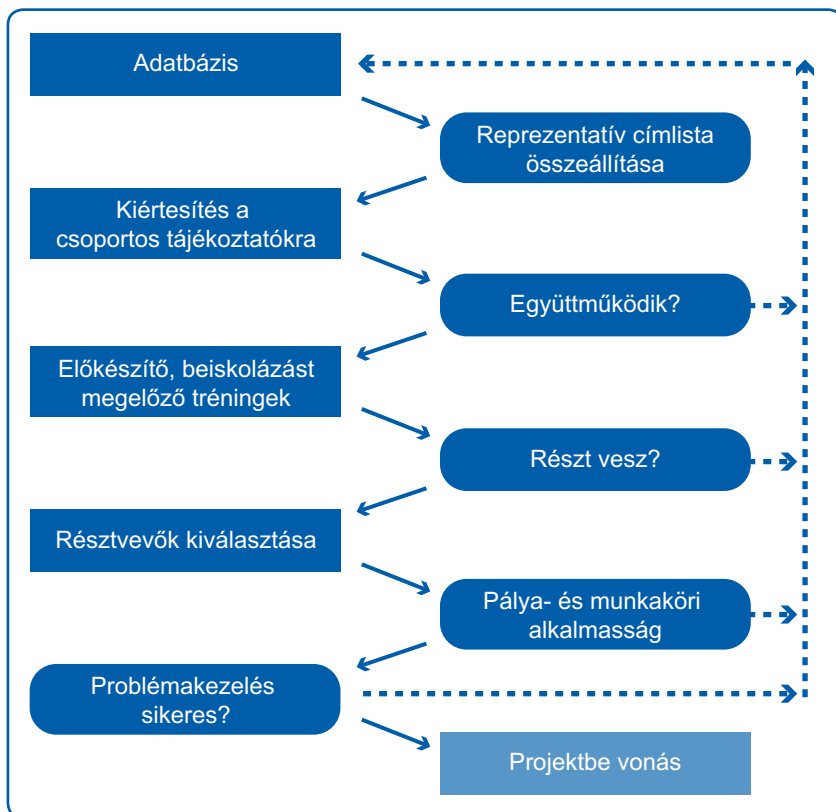 Adatbázis
Reprezentatív címlista
összeállítása
Kiértesítés a
csoportos tájékoztatókra
Együttműködik?
Előkészítő, beiskolázást
megelőző tréningek
Részt vesz?
Résztvevők kiválasztása
Pálya- és munkaköri
alkalmasság
Problémakezelés
sikeres?
Projektbe vonás